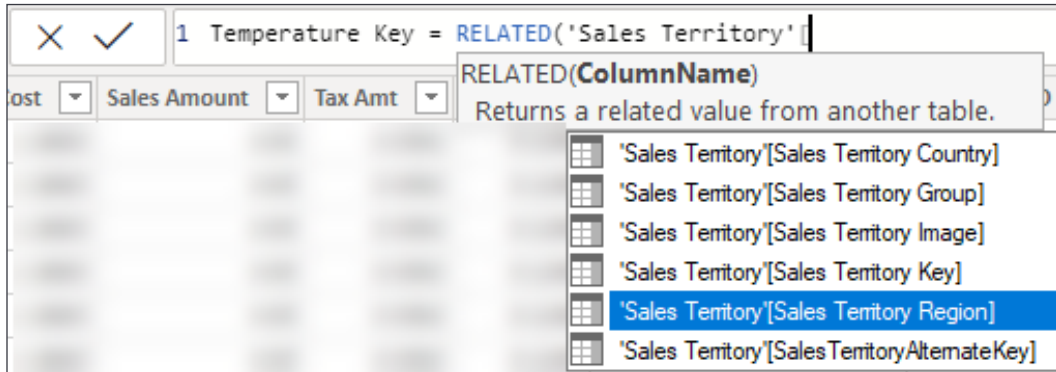 1 Temperature Key = RELATED('Sales Territory'[
RELATED(ColumnName)
Returns a related value from another table.
Cost Sales Amount Tax Amt
'Sales Territory'[Sales Territory Country]
'Sales Territory'[Sales Territory Group]
'Sales Territory'[Sales Territory Image]
'Sales Territory'[Sales Territory Key]
'Sales Territory'[Sales Territory Region]
'Sales Territory'[SalesTerritoryAlternateKey]